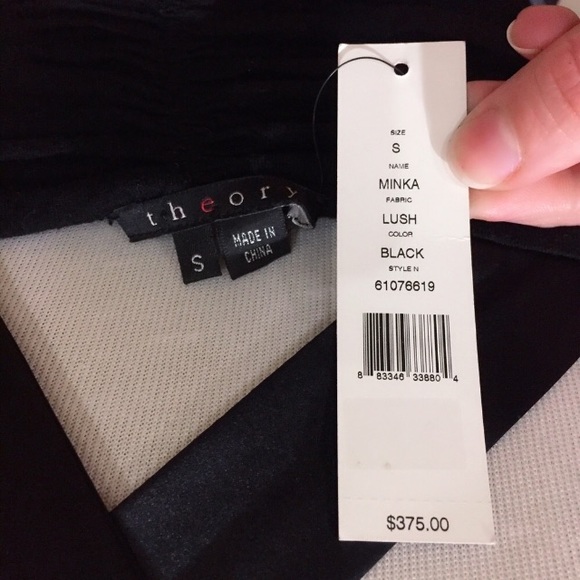 theory
S
MADE IN
CHINA
SIZE
S
NAME
MINKA
FABRIC
LUSH
COLOR
BLACK
STYLE N
61076619
8 83346 33880 4
$375.00